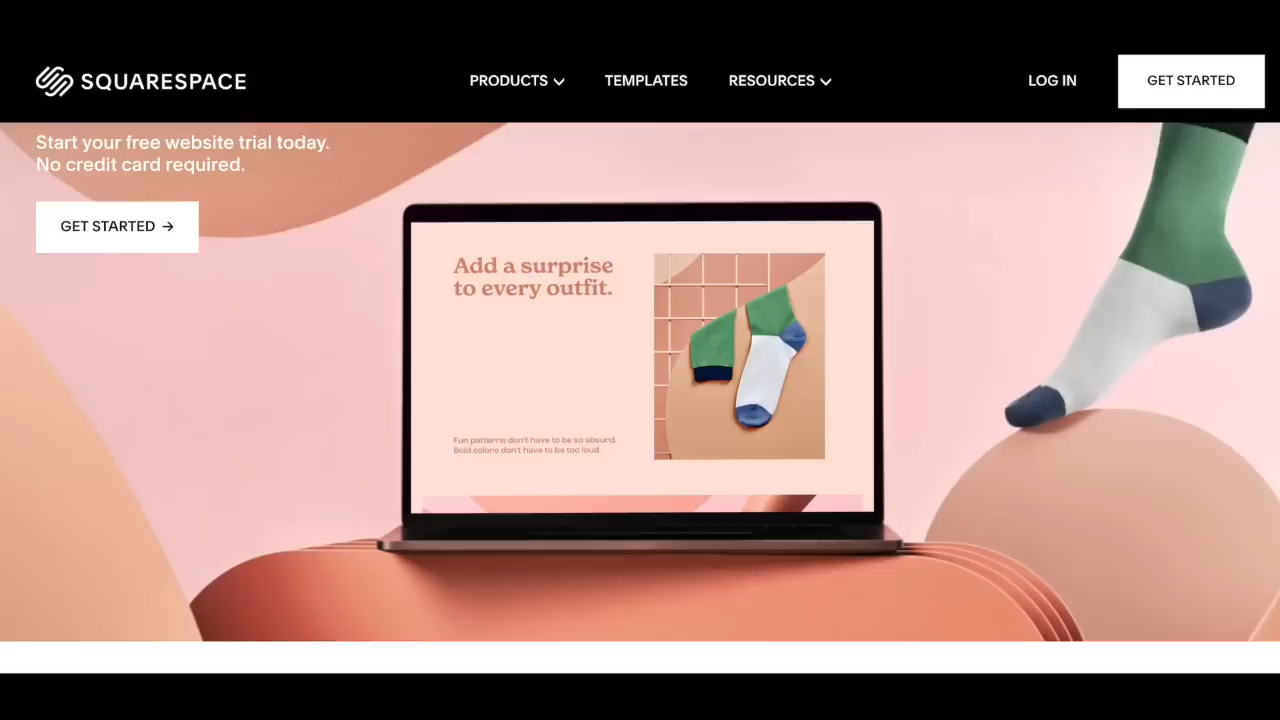 SQUARESPACE
PRODUCTS
TEMPLATES
RESOURCES
LOG IN
GET STARTED
Start your free website trial today.
No credit card required.
GET STARTED →
Add a surprise
to every outfit.
Fun patterns don't have to be so absurd.
Bold colors don't have to be too loud.